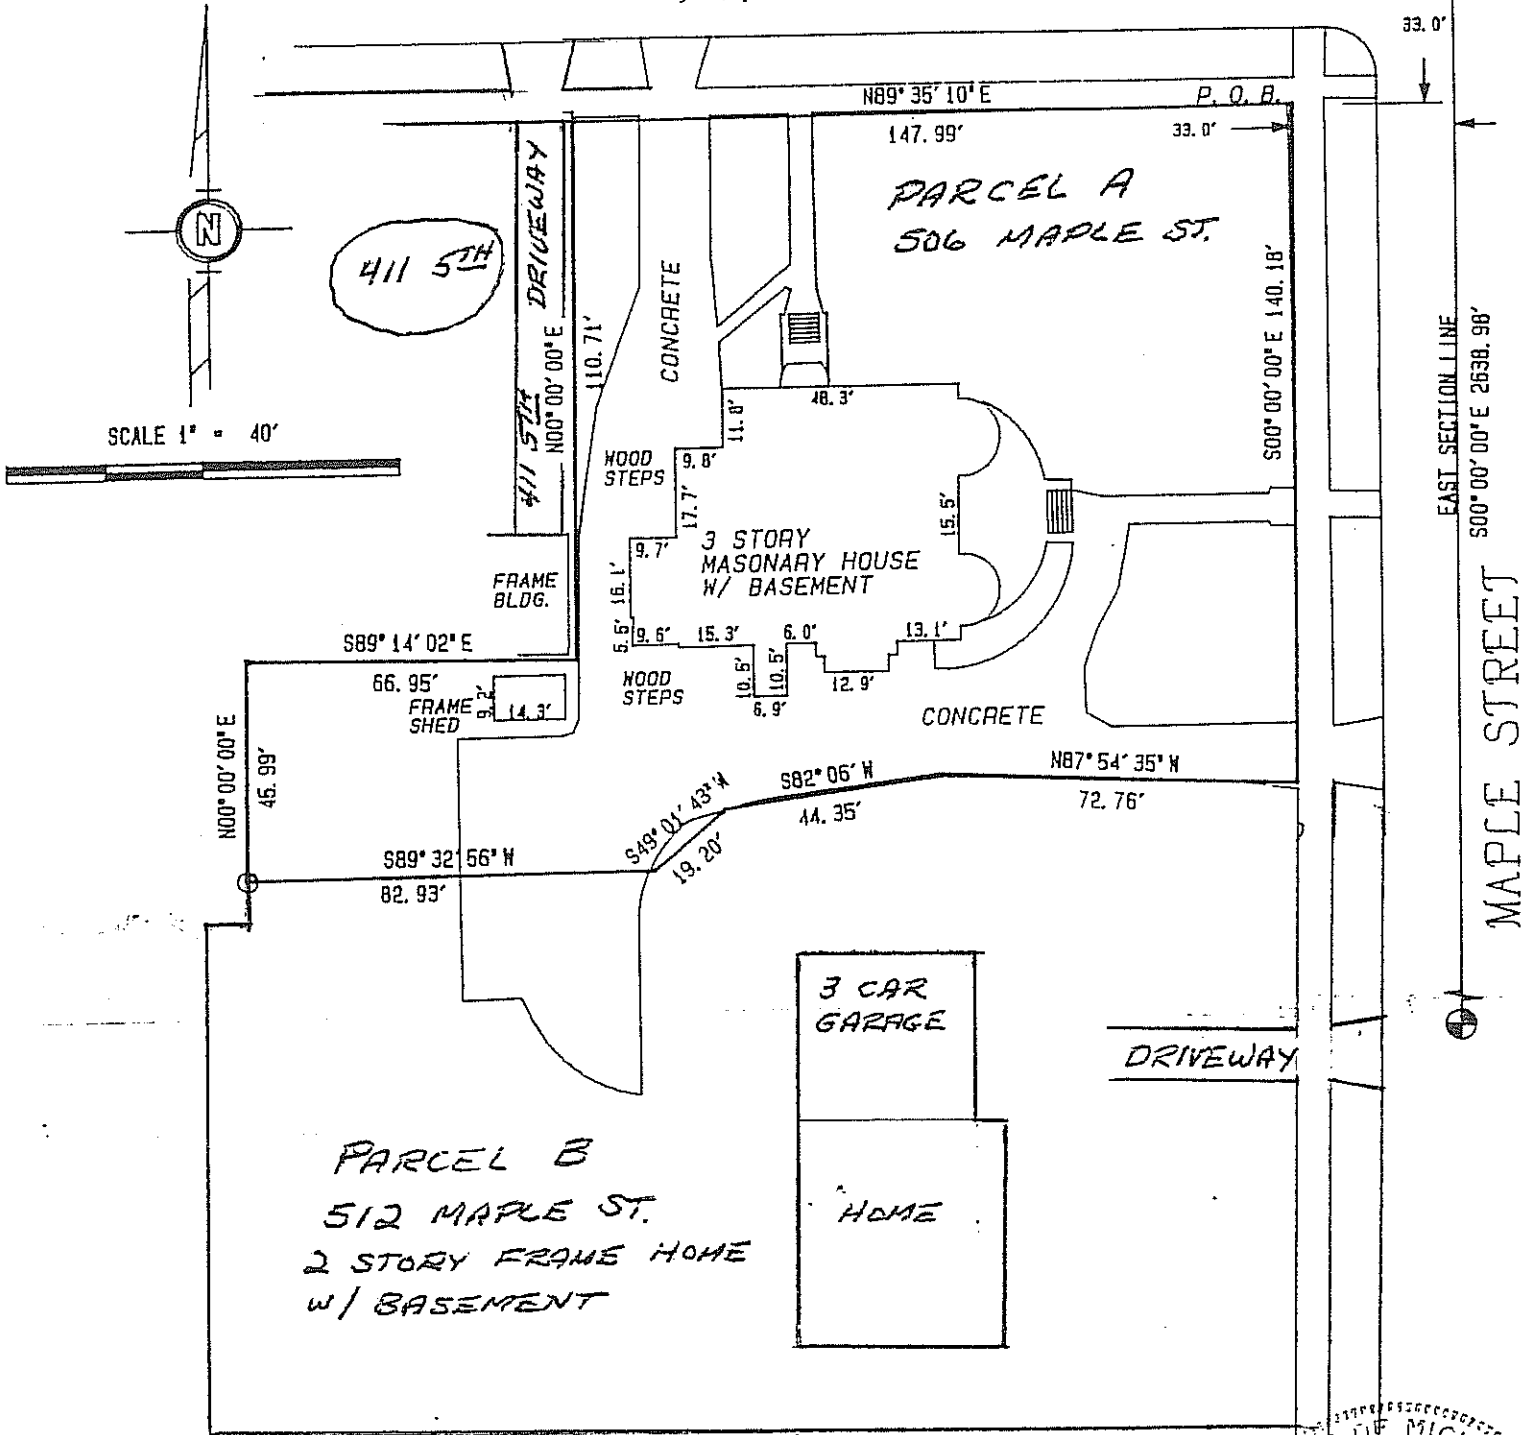 33.0'
N89°35'10"E
P.O.B.
147.99'
33.0'
PARCEL A
506 MAPLE ST.
N
411 5TH
DRIVEWAY
411 5TH
N00°00'00"E
110.71'
CONCRETE
S00°00'00"E 140.18'
EAST SECTION LINE
S00°00'00"E 2638.98'
MAPLE STREET
SCALE 1" = 40'
48.3'
11.8'
WOOD
STEPS
9.8'
17.7'
15.5'
9.7'
3 STORY
MASONARY HOUSE
W/ BASEMENT
16.1'
FRAME
BLDG.
5.5'
9.6'
15.3'
6.0'
13.1'
S89°14'02"E
66.95'
10.5'
10.5'
12.9'
6.9'
WOOD
STEPS
FRAME
SHED
9.2'
14.3'
CONCRETE
N00°00'00"E
45.99'
N87°54'35"W
72.76'
S82°06'W
44.35'
S49°01'43"W
19.20'
S89°32'56"W
82.93'
3 CAR
GARAGE
DRIVEWAY
HOME
PARCEL B
512 MAPLE ST.
2 STORY FRAME HOME
W/ BASEMENT